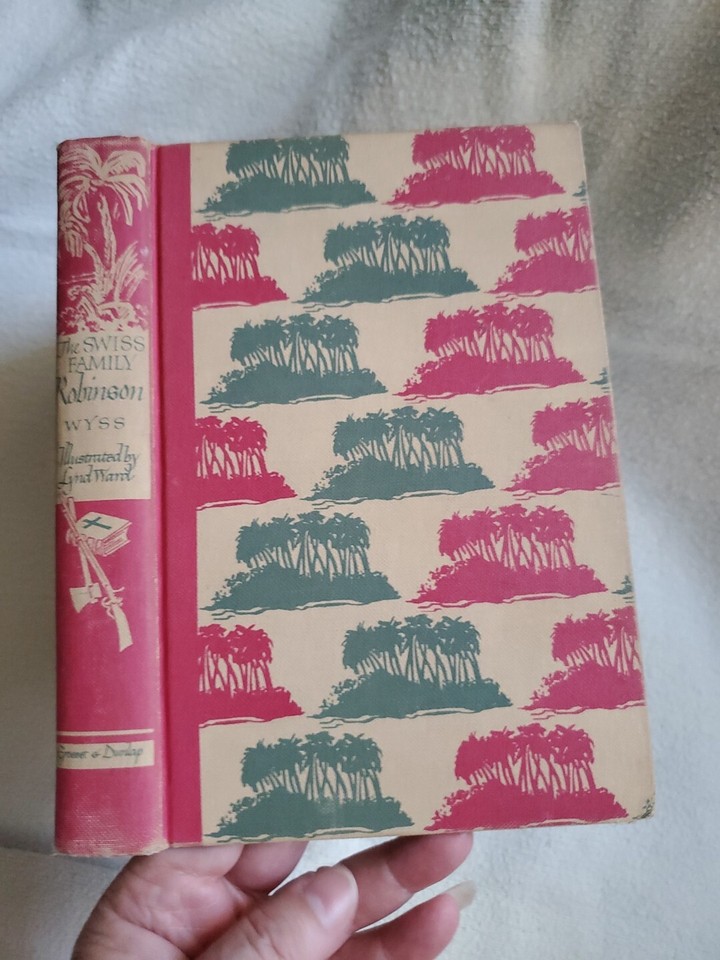 The SWISS
FAMILY
Robinson
WYSS
Illustrated by
Lynd Ward
Grosset & Dunlap